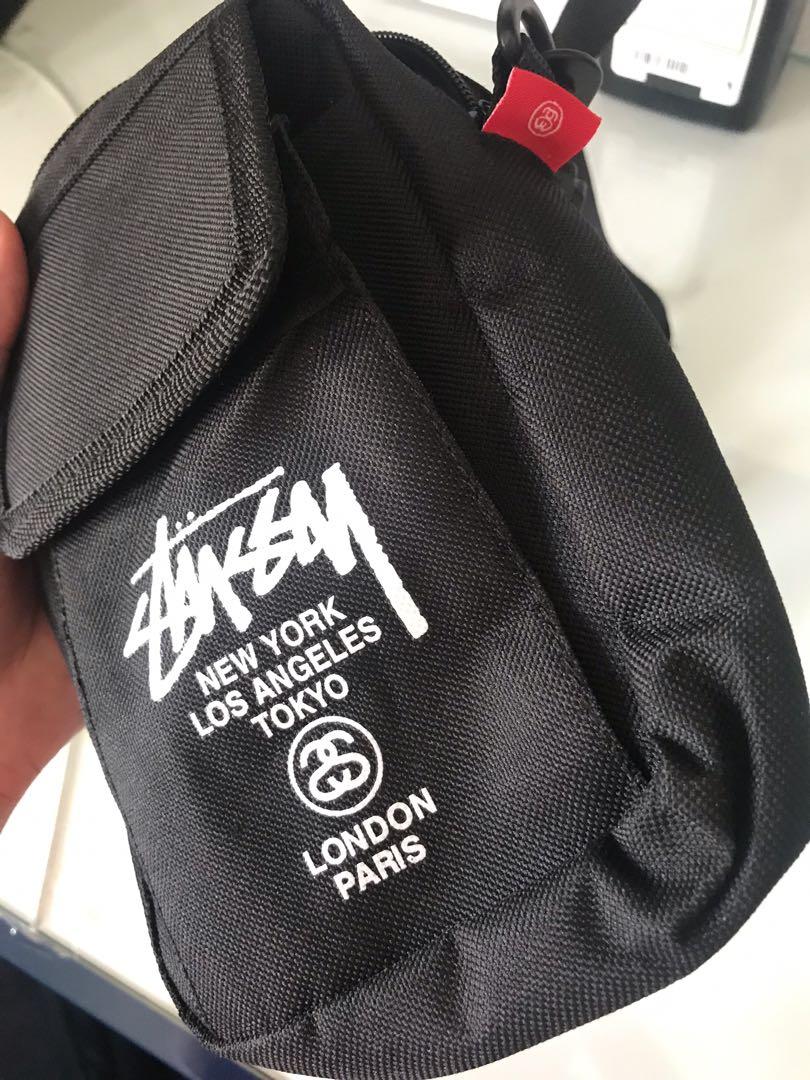 Stüssy
NEW YORK
LOS ANGELES
TOKYO
LONDON
PARIS